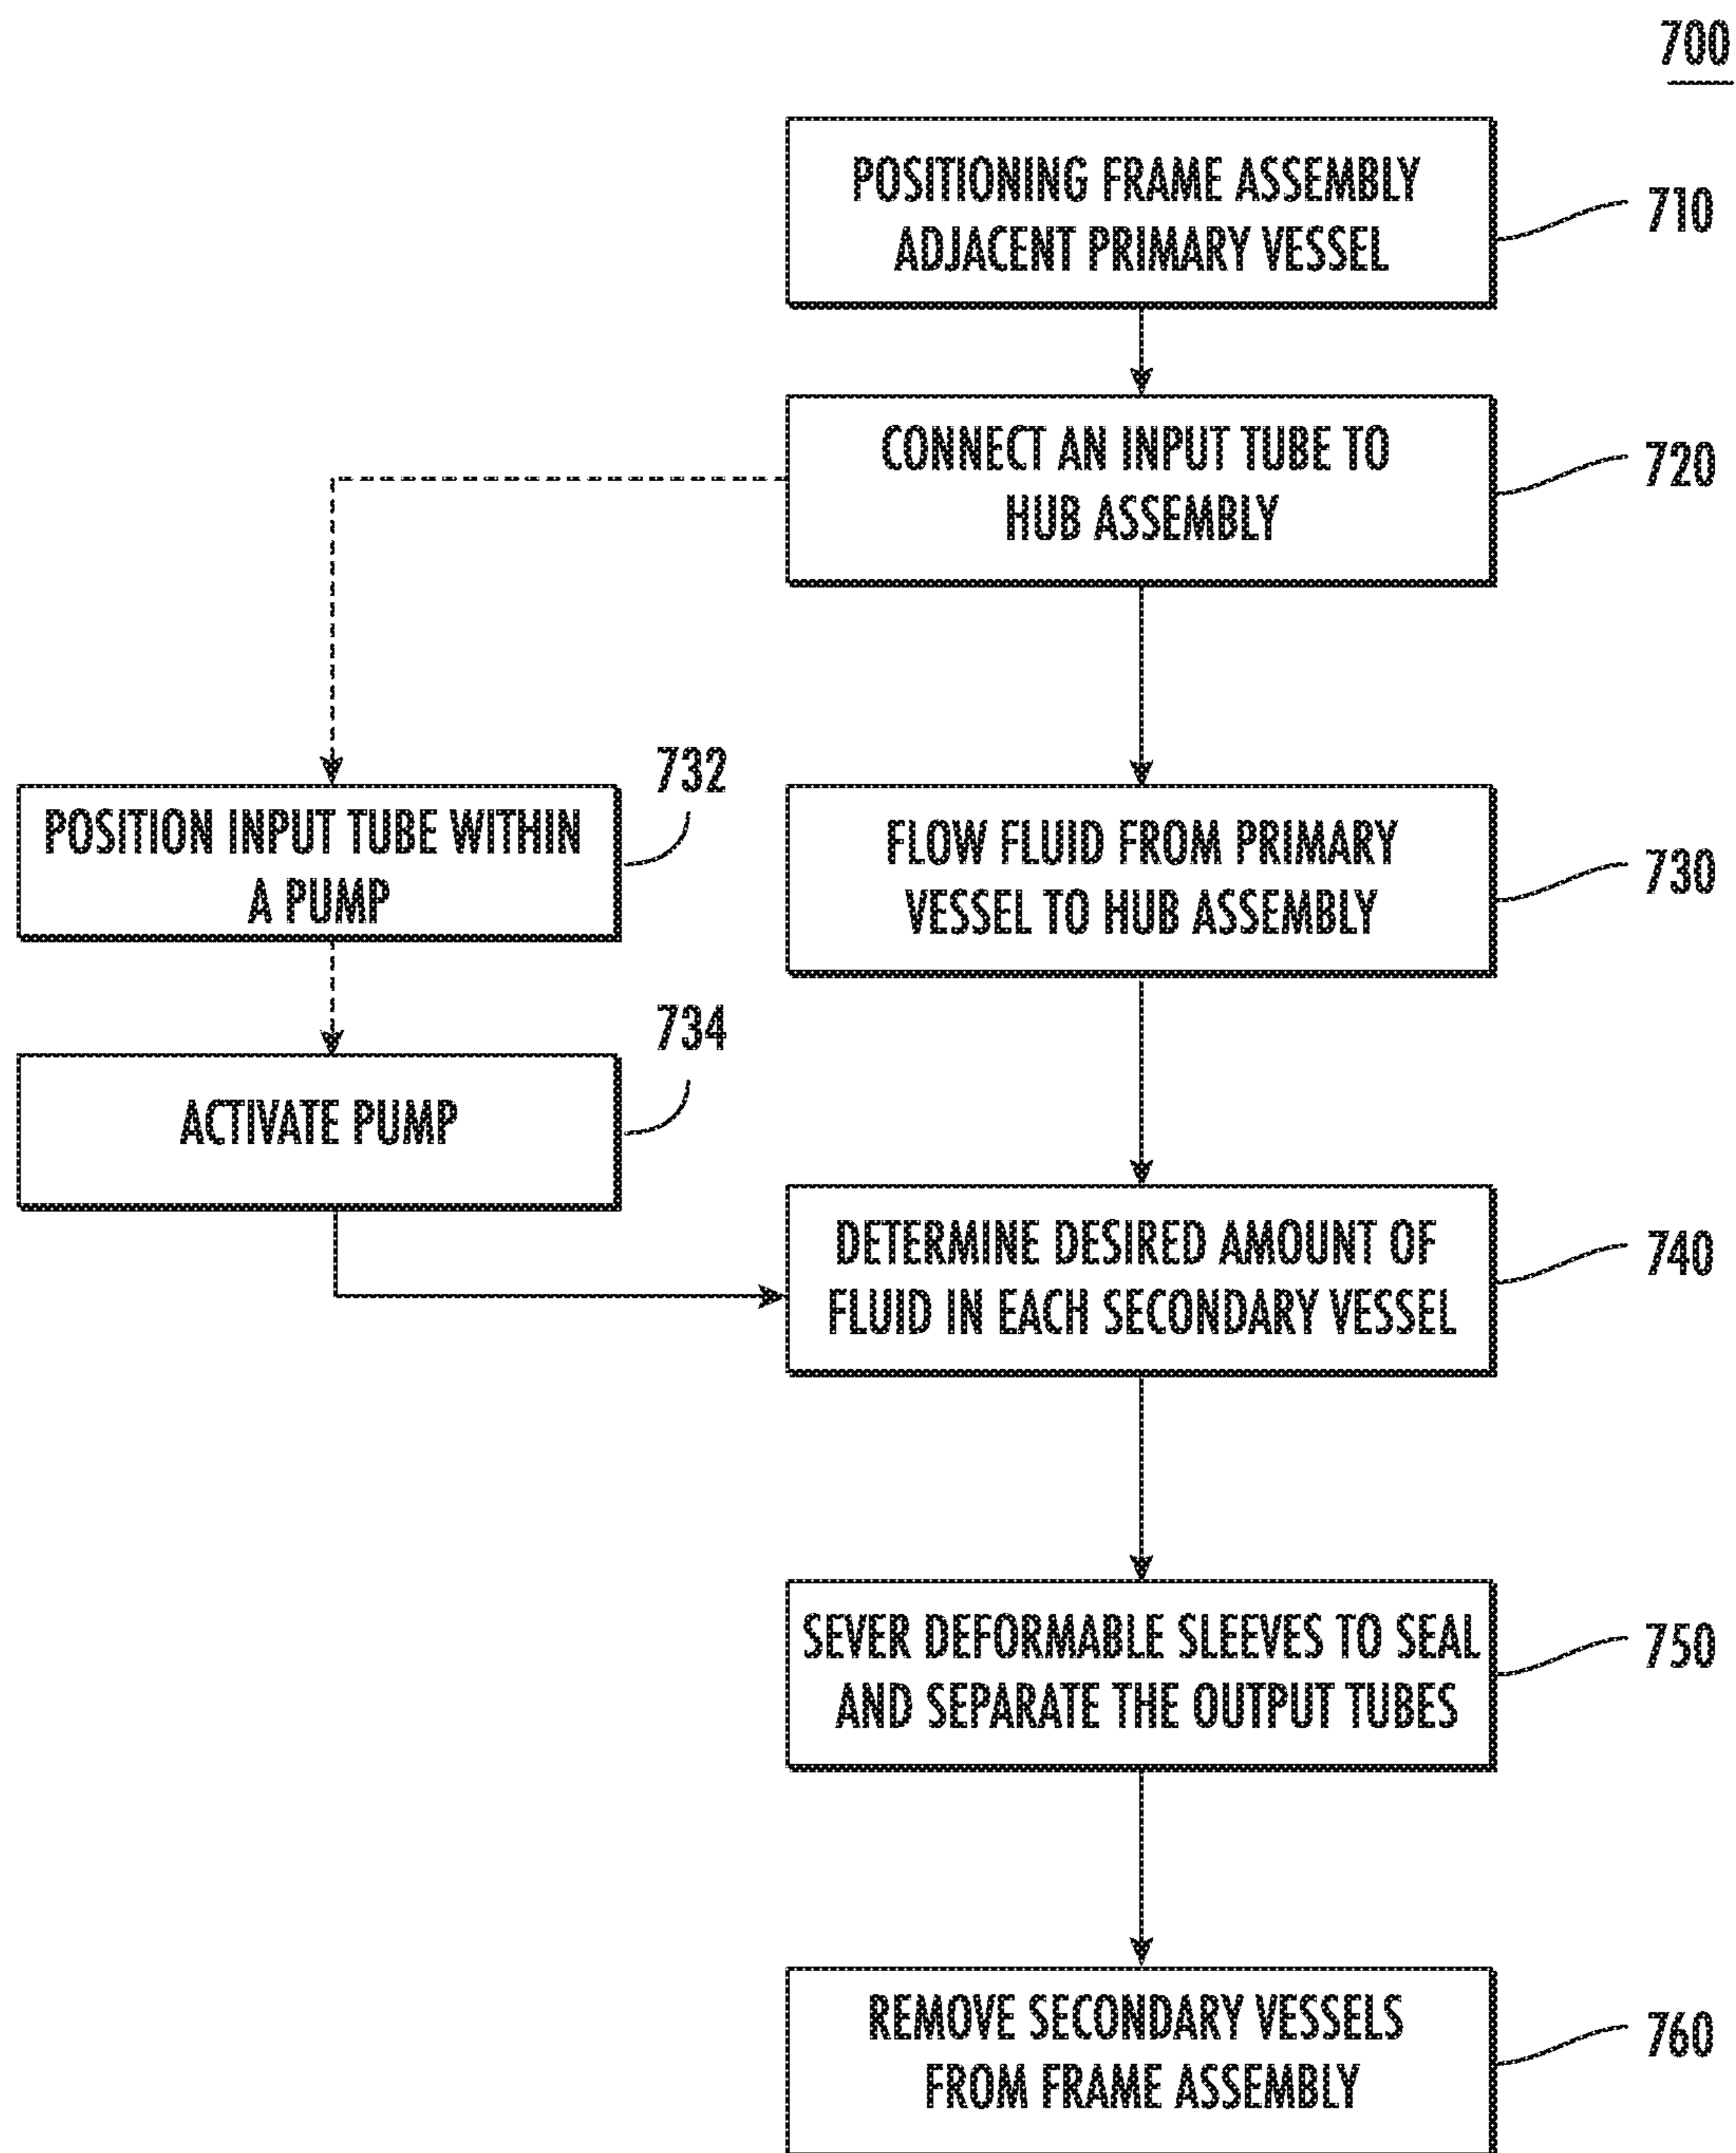 700
POSITIONING FRAME ASSEMBLY
ADJACENT PRIMARY VESSEL
710
CONNECT AN INPUT TUBE TO
HUB ASSEMBLY
720
POSITION INPUT TUBE WITHIN
A PUMP
732
FLOW FLUID FROM PRIMARY
VESSEL TO HUB ASSEMBLY
730
ACTIVATE PUMP
734
DETERMINE DESIRED AMOUNT OF
FLUID IN EACH SECONDARY VESSEL
740
SEVER DEFORMABLE SLEEVES TO SEAL
AND SEPARATE THE OUTPUT TUBES
750
REMOVE SECONDARY VESSELS
FROM FRAME ASSEMBLY
760